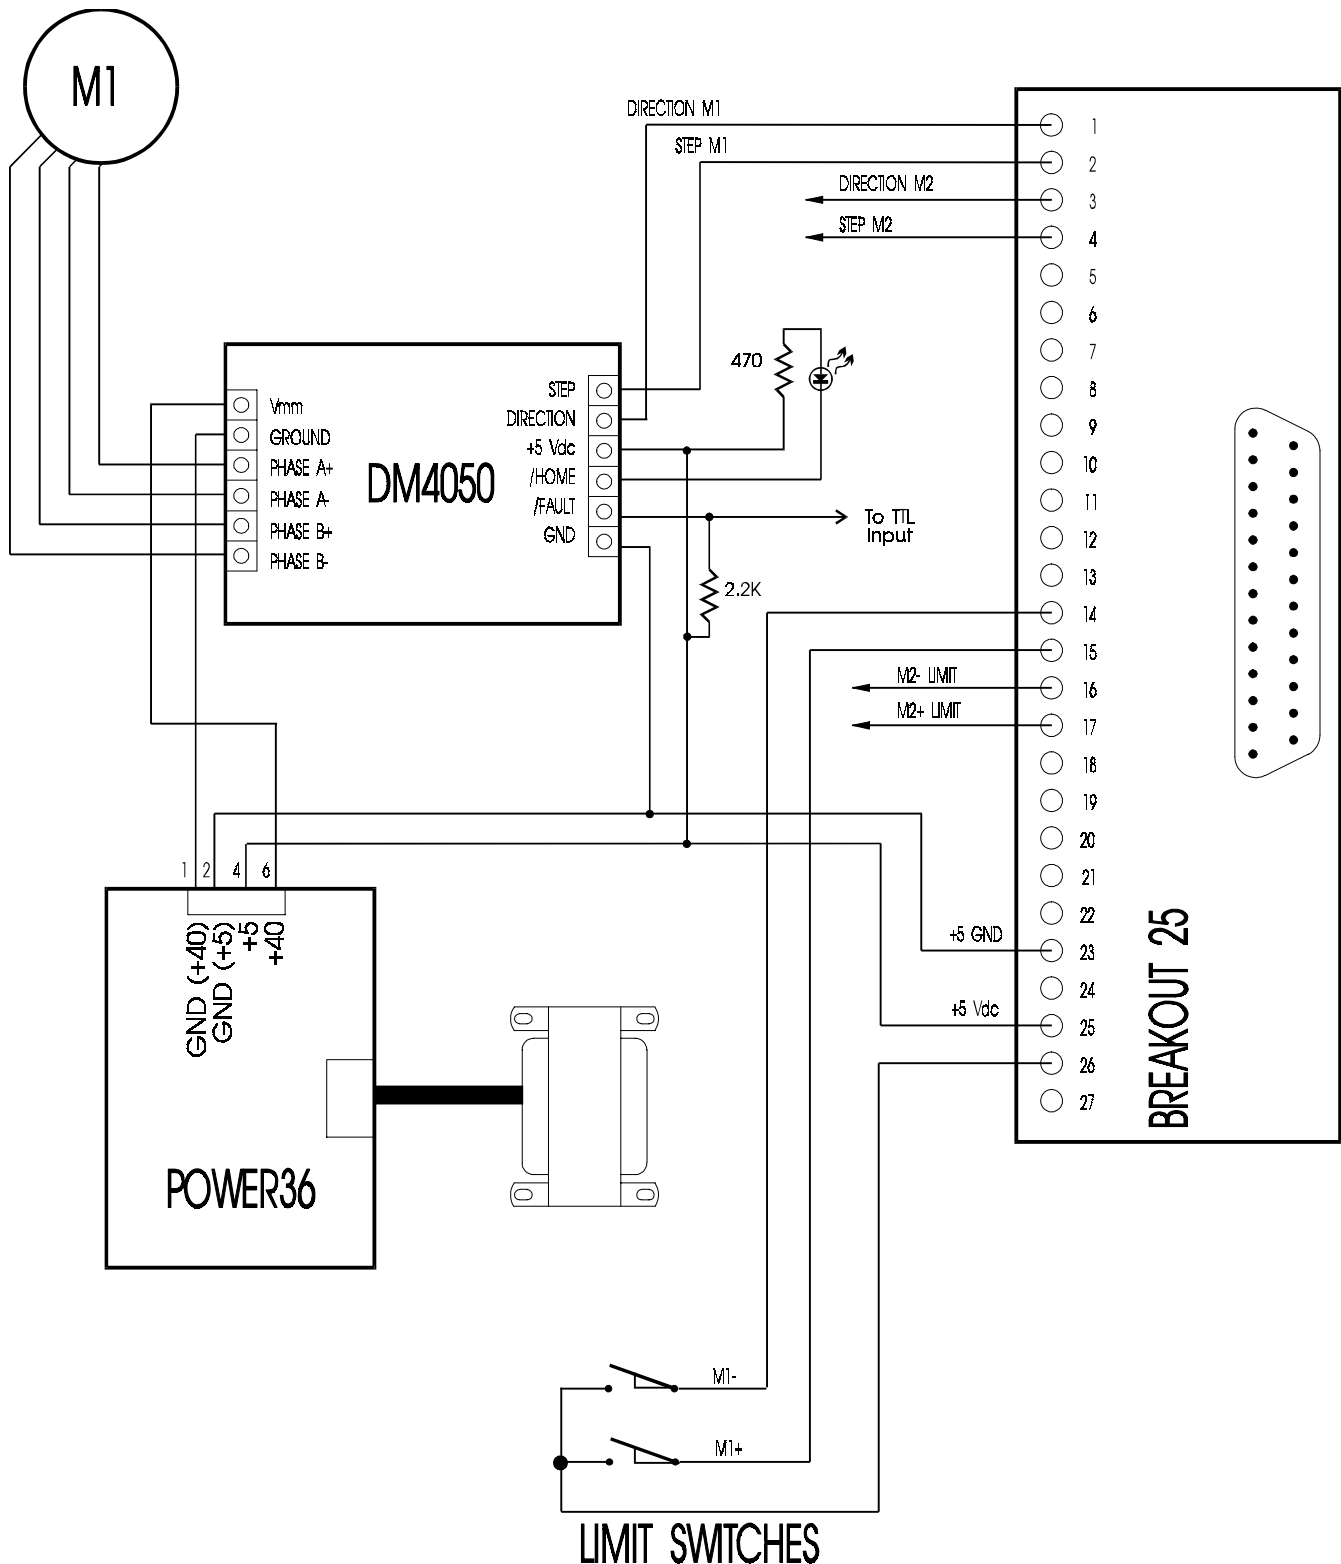 M1
DIRECTION M1
STEP M1
DIRECTION M2
STEP M2
1
2
3
4
5
6
7
8
9
10
11
12
13
14
15
16
17
18
19
20
21
22
23
24
25
26
27
BREAKOUT 25
470
Vmm
GROUND
PHASE A+
PHASE A-
PHASE B+
PHASE B-
DM4050
STEP
DIRECTION
+5 Vdc
/HOME
/FAULT
GND
To TTL
Input
2.2K
M2- LIMIT
M2+ LIMIT
1
2
4
6
GND (+40)
GND (+5)
+5
+40
POWER36
+5 GND
+5 Vdc
M1-
M1+
LIMIT SWITCHES